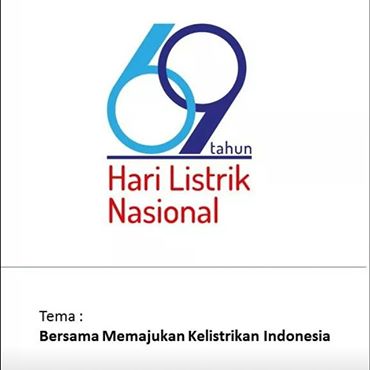 69
tahun
Hari Listrik
Nasional
Tema :
Bersama Memajukan Kelistrikan Indonesia